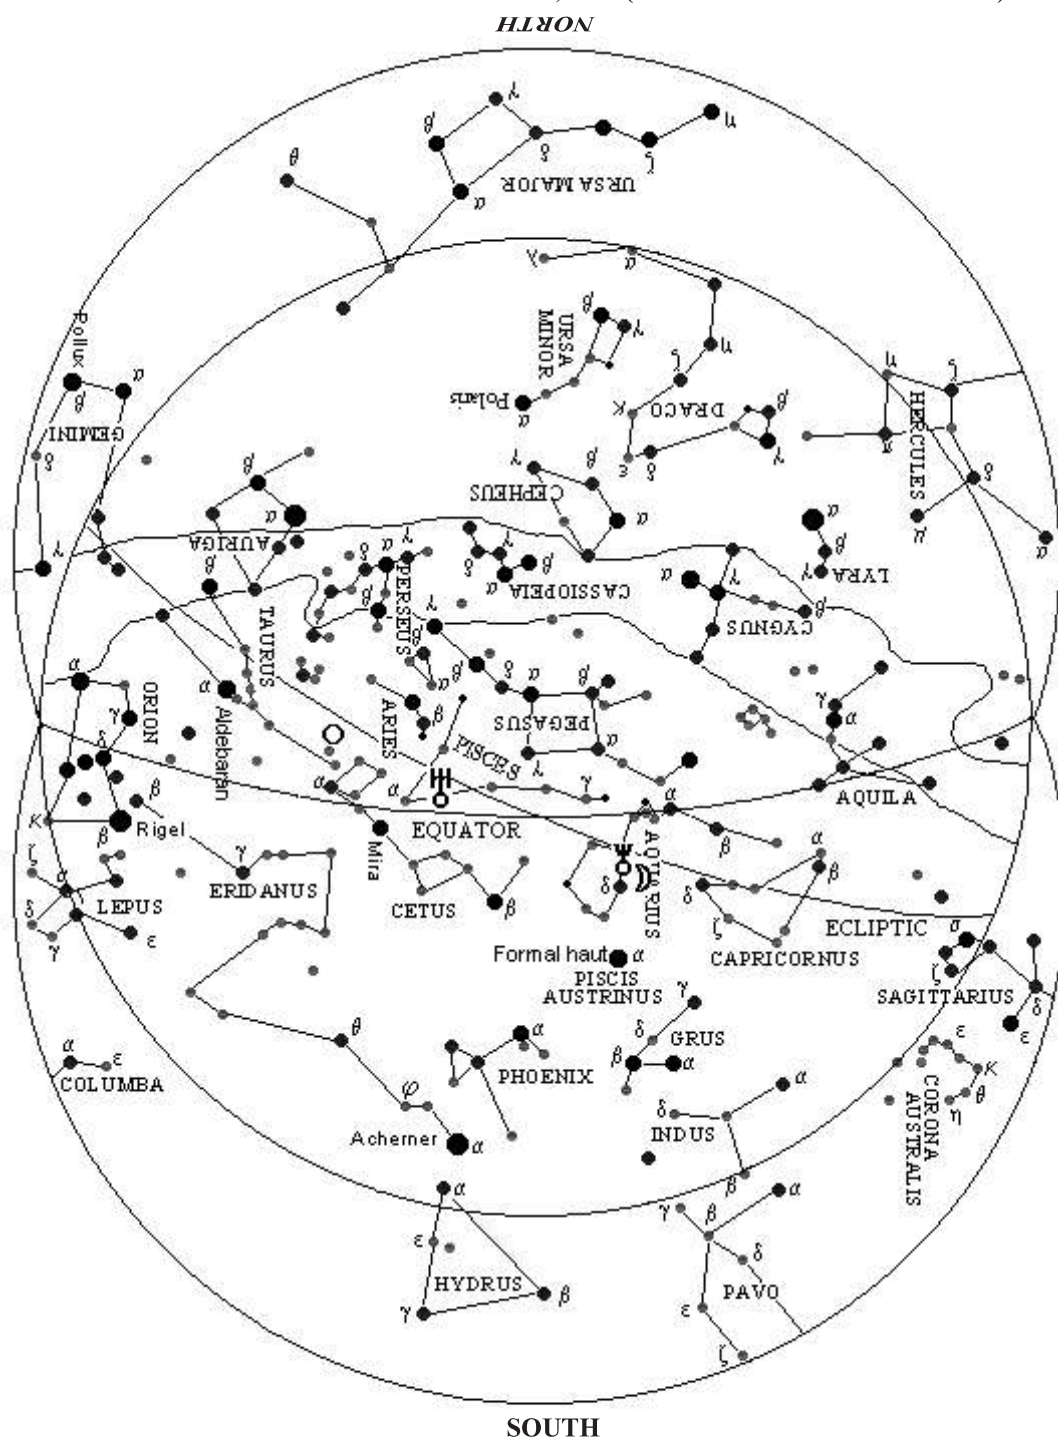 NORTH
γ
β
δ
ζ
η
α
URSA MAJOR
θ
λ
α
β
γ
URSA
MINOR
η
ζ
Polaris
α
κ
DRACO
β
γ
ε
δ
Pollux
β
α
GEMINI
δ
γ
η
ζ
HERCULES
π
δ
μ
α
β
α
AURIGA
γ
β
CEPHEUS
α
α
β
γ
LYRA
β
TAURUS
δ
α
γ
PERSEUS
β
γ
δ
α
β
CASSIOPEIA
α
γ
β
CYGNUS
γ
β
α
β
δ
α
β
PEGASUS
γ
α
α
ORION
γ
δ
β
κ
β
Rigel
α
Aldebaran
ARIES
β
PISCES
γ
α
γ
α
AQUILA
α
Mira
EQUATOR
α
β
AQUARIUS
δ
α
β
δ
ζ
CAPRICORNUS
ECLIPTIC
ζ
α
LEPUS
δ
γ
ε
γ
ERIDANUS
CETUS
β
Formal haut
α
PISCIS
AUSTRINUS
σ
ζ
SAGITTARIUS
δ
ε
γ
δ
GRUS
β
α
θ
α
PHOENIX
α
ε
COLUMBA
φ
Acherner
α
α
δ
INDUS
β
ε
κ
θ
η
CORONA
AUSTRALIS
α
ε
HYDRUS
γ
β
γ
β
α
δ
PAVO
ε
ζ
SOUTH